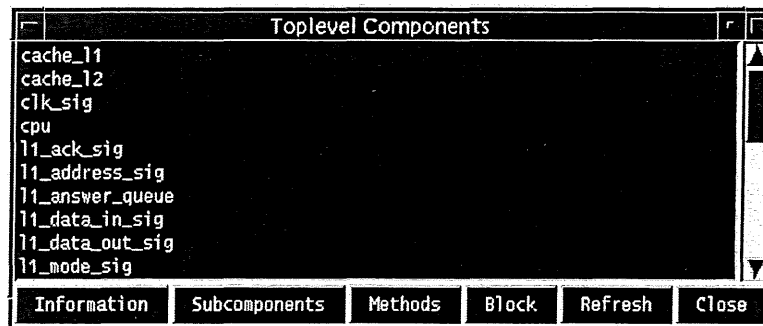 Toplevel Components
cache_l1
cache_l2
clk_sig
cpu
l1_ack_sig
l1_address_sig
l1_answer_queue
l1_data_in_sig
l1_data_out_sig
l1_mode_sig
Information Subcomponents Methods Block Refresh Close